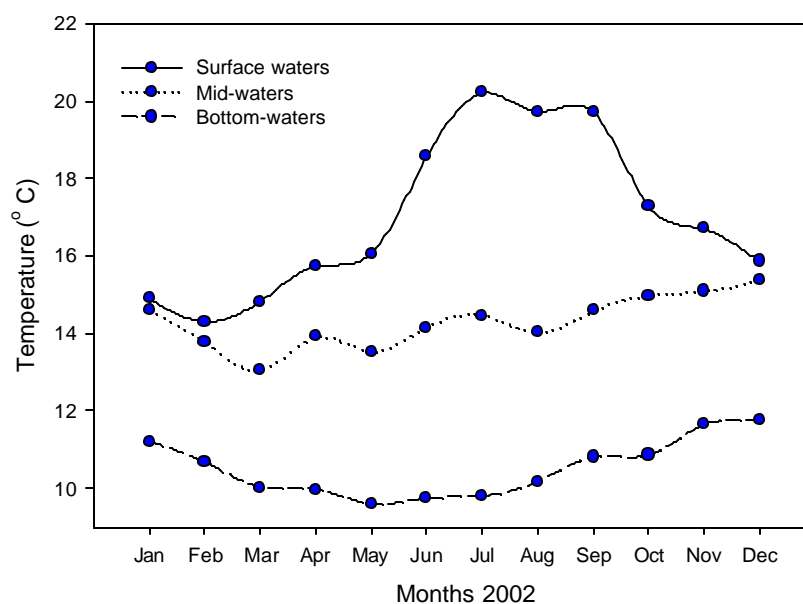 22
20
18
16
14
12
10
Temperature (° C)
Surface waters
Mid-waters
Bottom-waters
Jan Feb Mar Apr May Jun Jul Aug Sep Oct Nov Dec
Months 2002